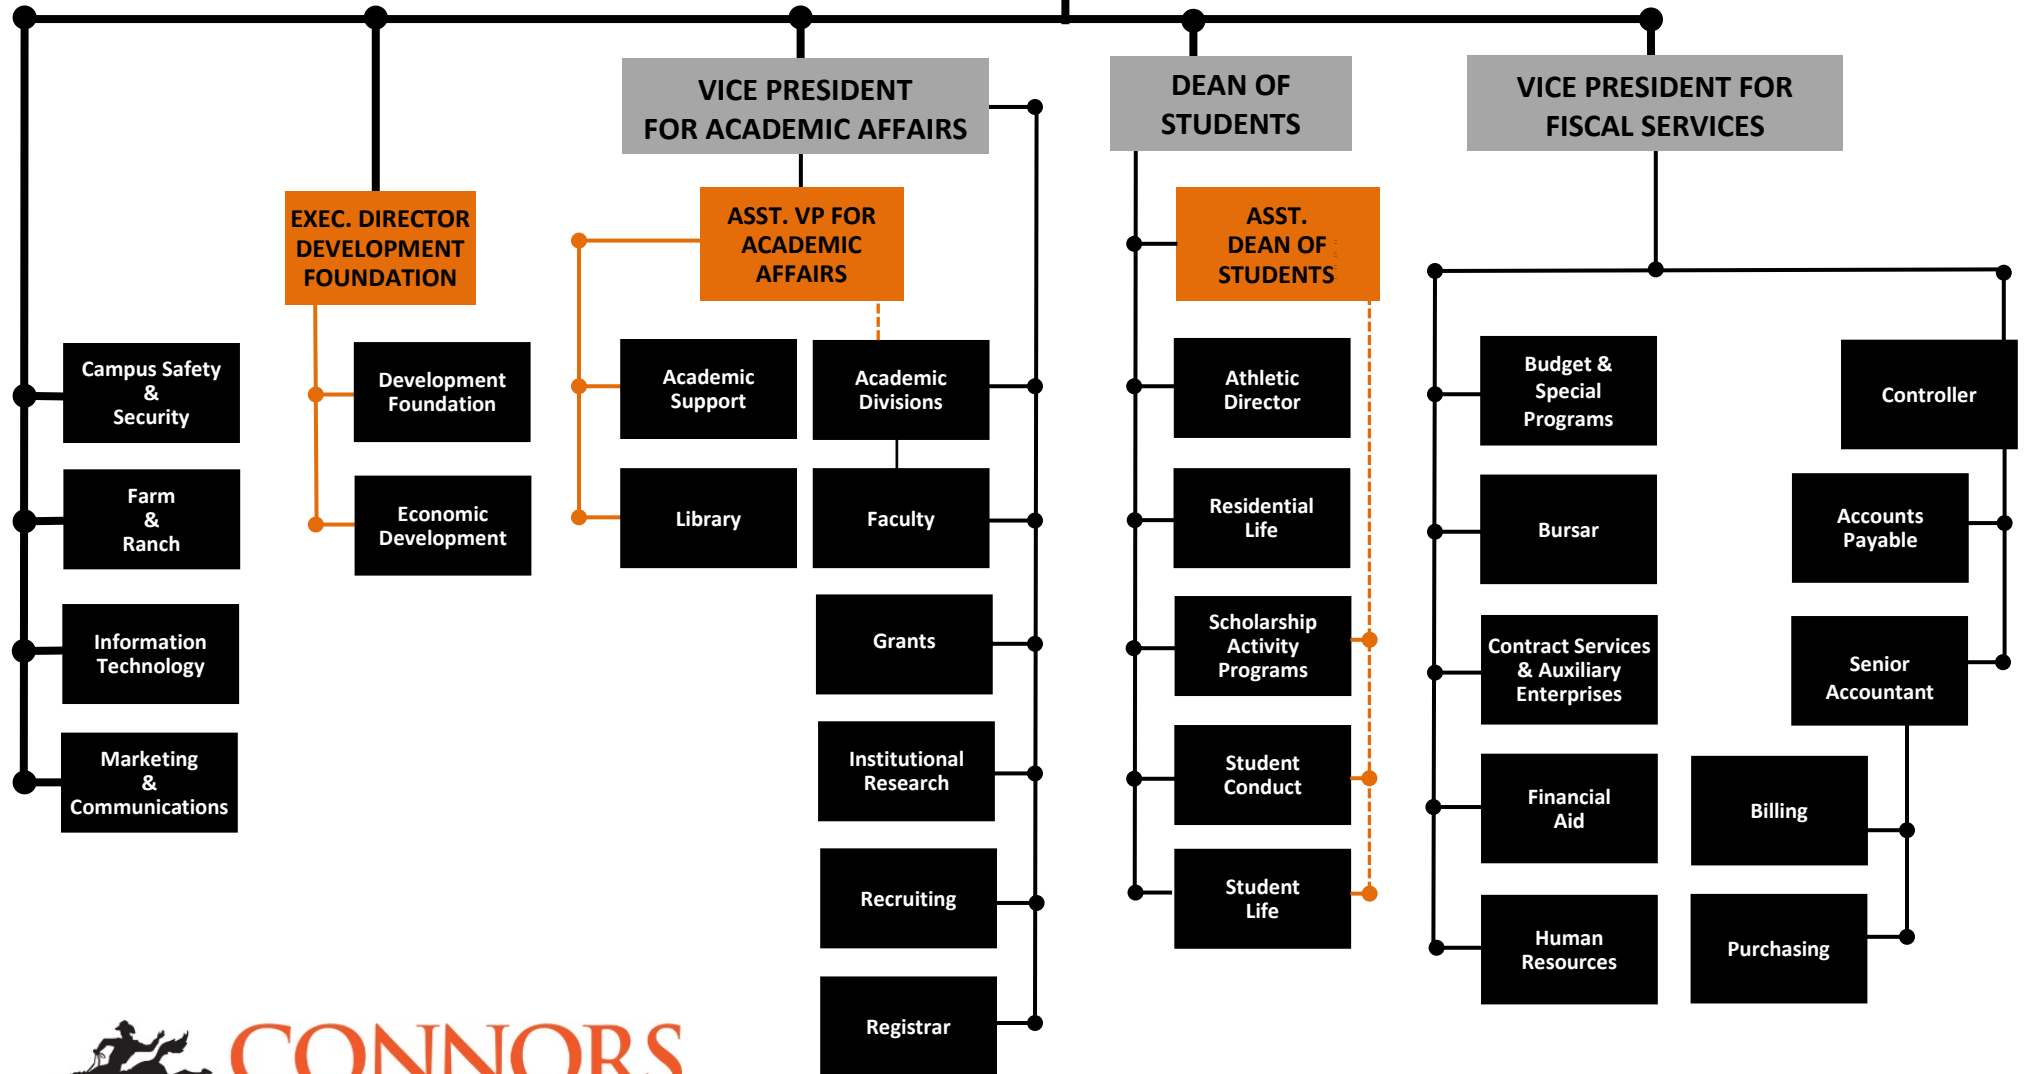 VICE PRESIDENT
FOR ACADEMIC AFFAIRS
DEAN OF
STUDENTS
VICE PRESIDENT FOR
FISCAL SERVICES
EXEC. DIRECTOR
DEVELOPMENT
FOUNDATION
ASST. VP FOR
ACADEMIC
AFFAIRS
ASST.
DEAN OF
STUDENTS
Campus Safety
&
Security
Farm
&
Ranch
Information
Technology
Marketing
&
Communications
Development
Foundation
Economic
Development
Academic
Support
Library
Academic
Divisions
Faculty
Grants
Institutional
Research
Recruiting
Registrar
Athletic
Director
Residential
Life
Scholarship
Activity
Programs
Student
Conduct
Student
Life
Budget &
Special
Programs
Bursar
Contract Services
& Auxiliary
Enterprises
Financial
Aid
Human
Resources
Controller
Accounts
Payable
Senior
Accountant
Billing
Purchasing
CONNORS